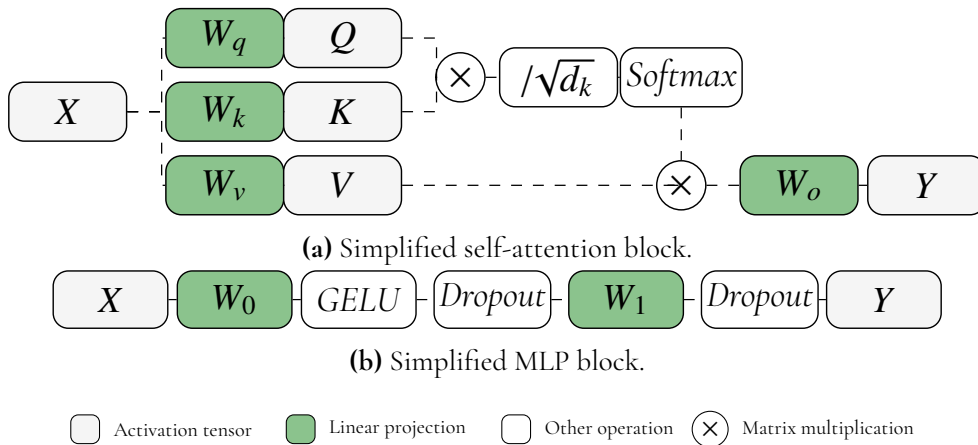 W_q Q
/√d_k Softmax
X W_k K
W_v V W_o Y
(a) Simplified self-attention block.
X W_0 GELU Dropout W_1 Dropout Y
(b) Simplified MLP block.
Activation tensor Linear projection Other operation Matrix multiplication